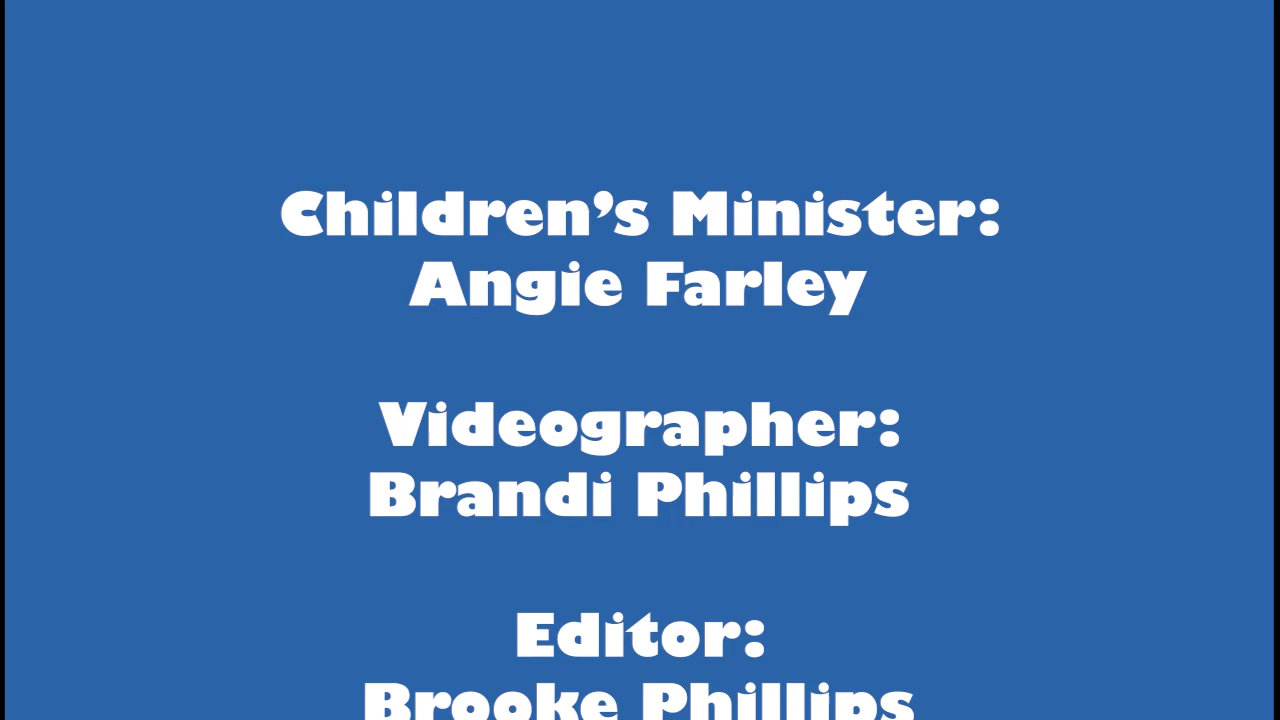 Children’s Minister:
Angie Farley
Videographer:
Brandi Phillips
Editor:
Brooke Phillips